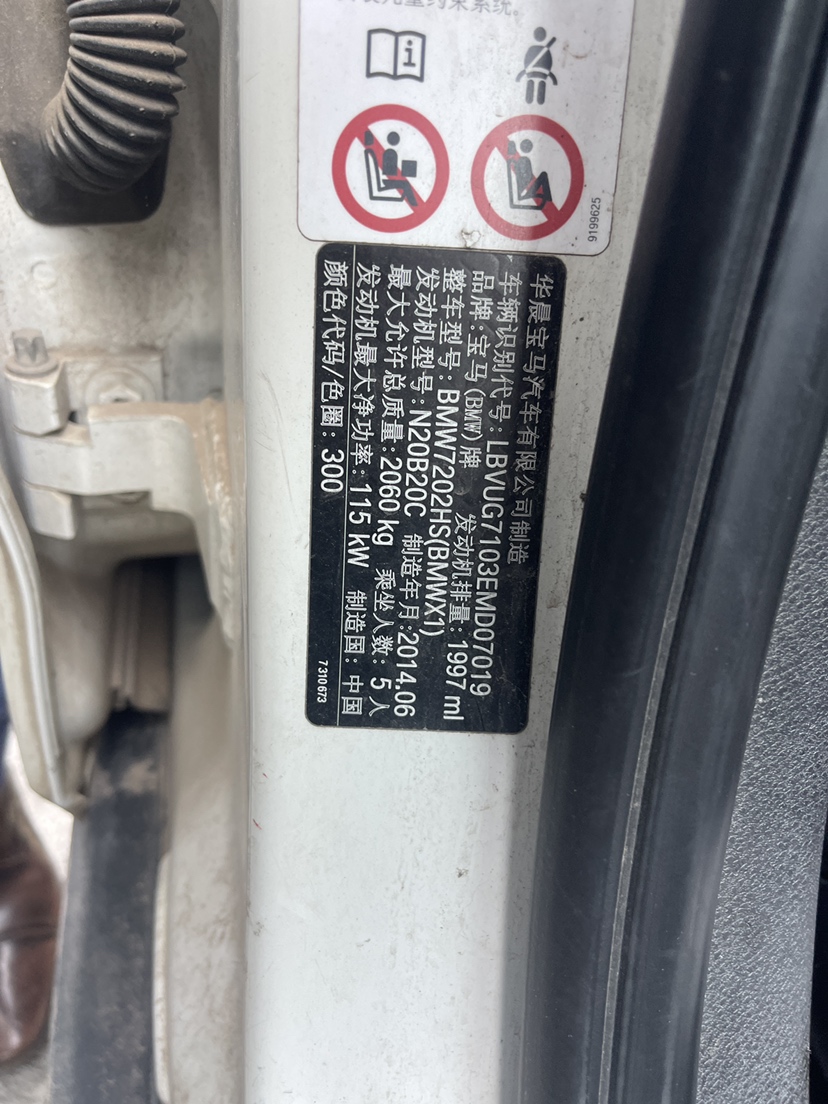 约束系统。
9199625
华晨宝马汽车有限公司制造
车辆识别代号: LBVUG7103EMD07019
品牌:宝马(BMW)牌 发动机排量: 1997 ml
整车型号: BMW7202HS(BMWX1)
发动机型号: N20B20C 制造年月:2014.06
最大允许总质量:2060 kg 乘坐人数: 5人
发动机最大净功率: 115 kW 制造国: 中国
颜色代码/色圈: 300
7310673